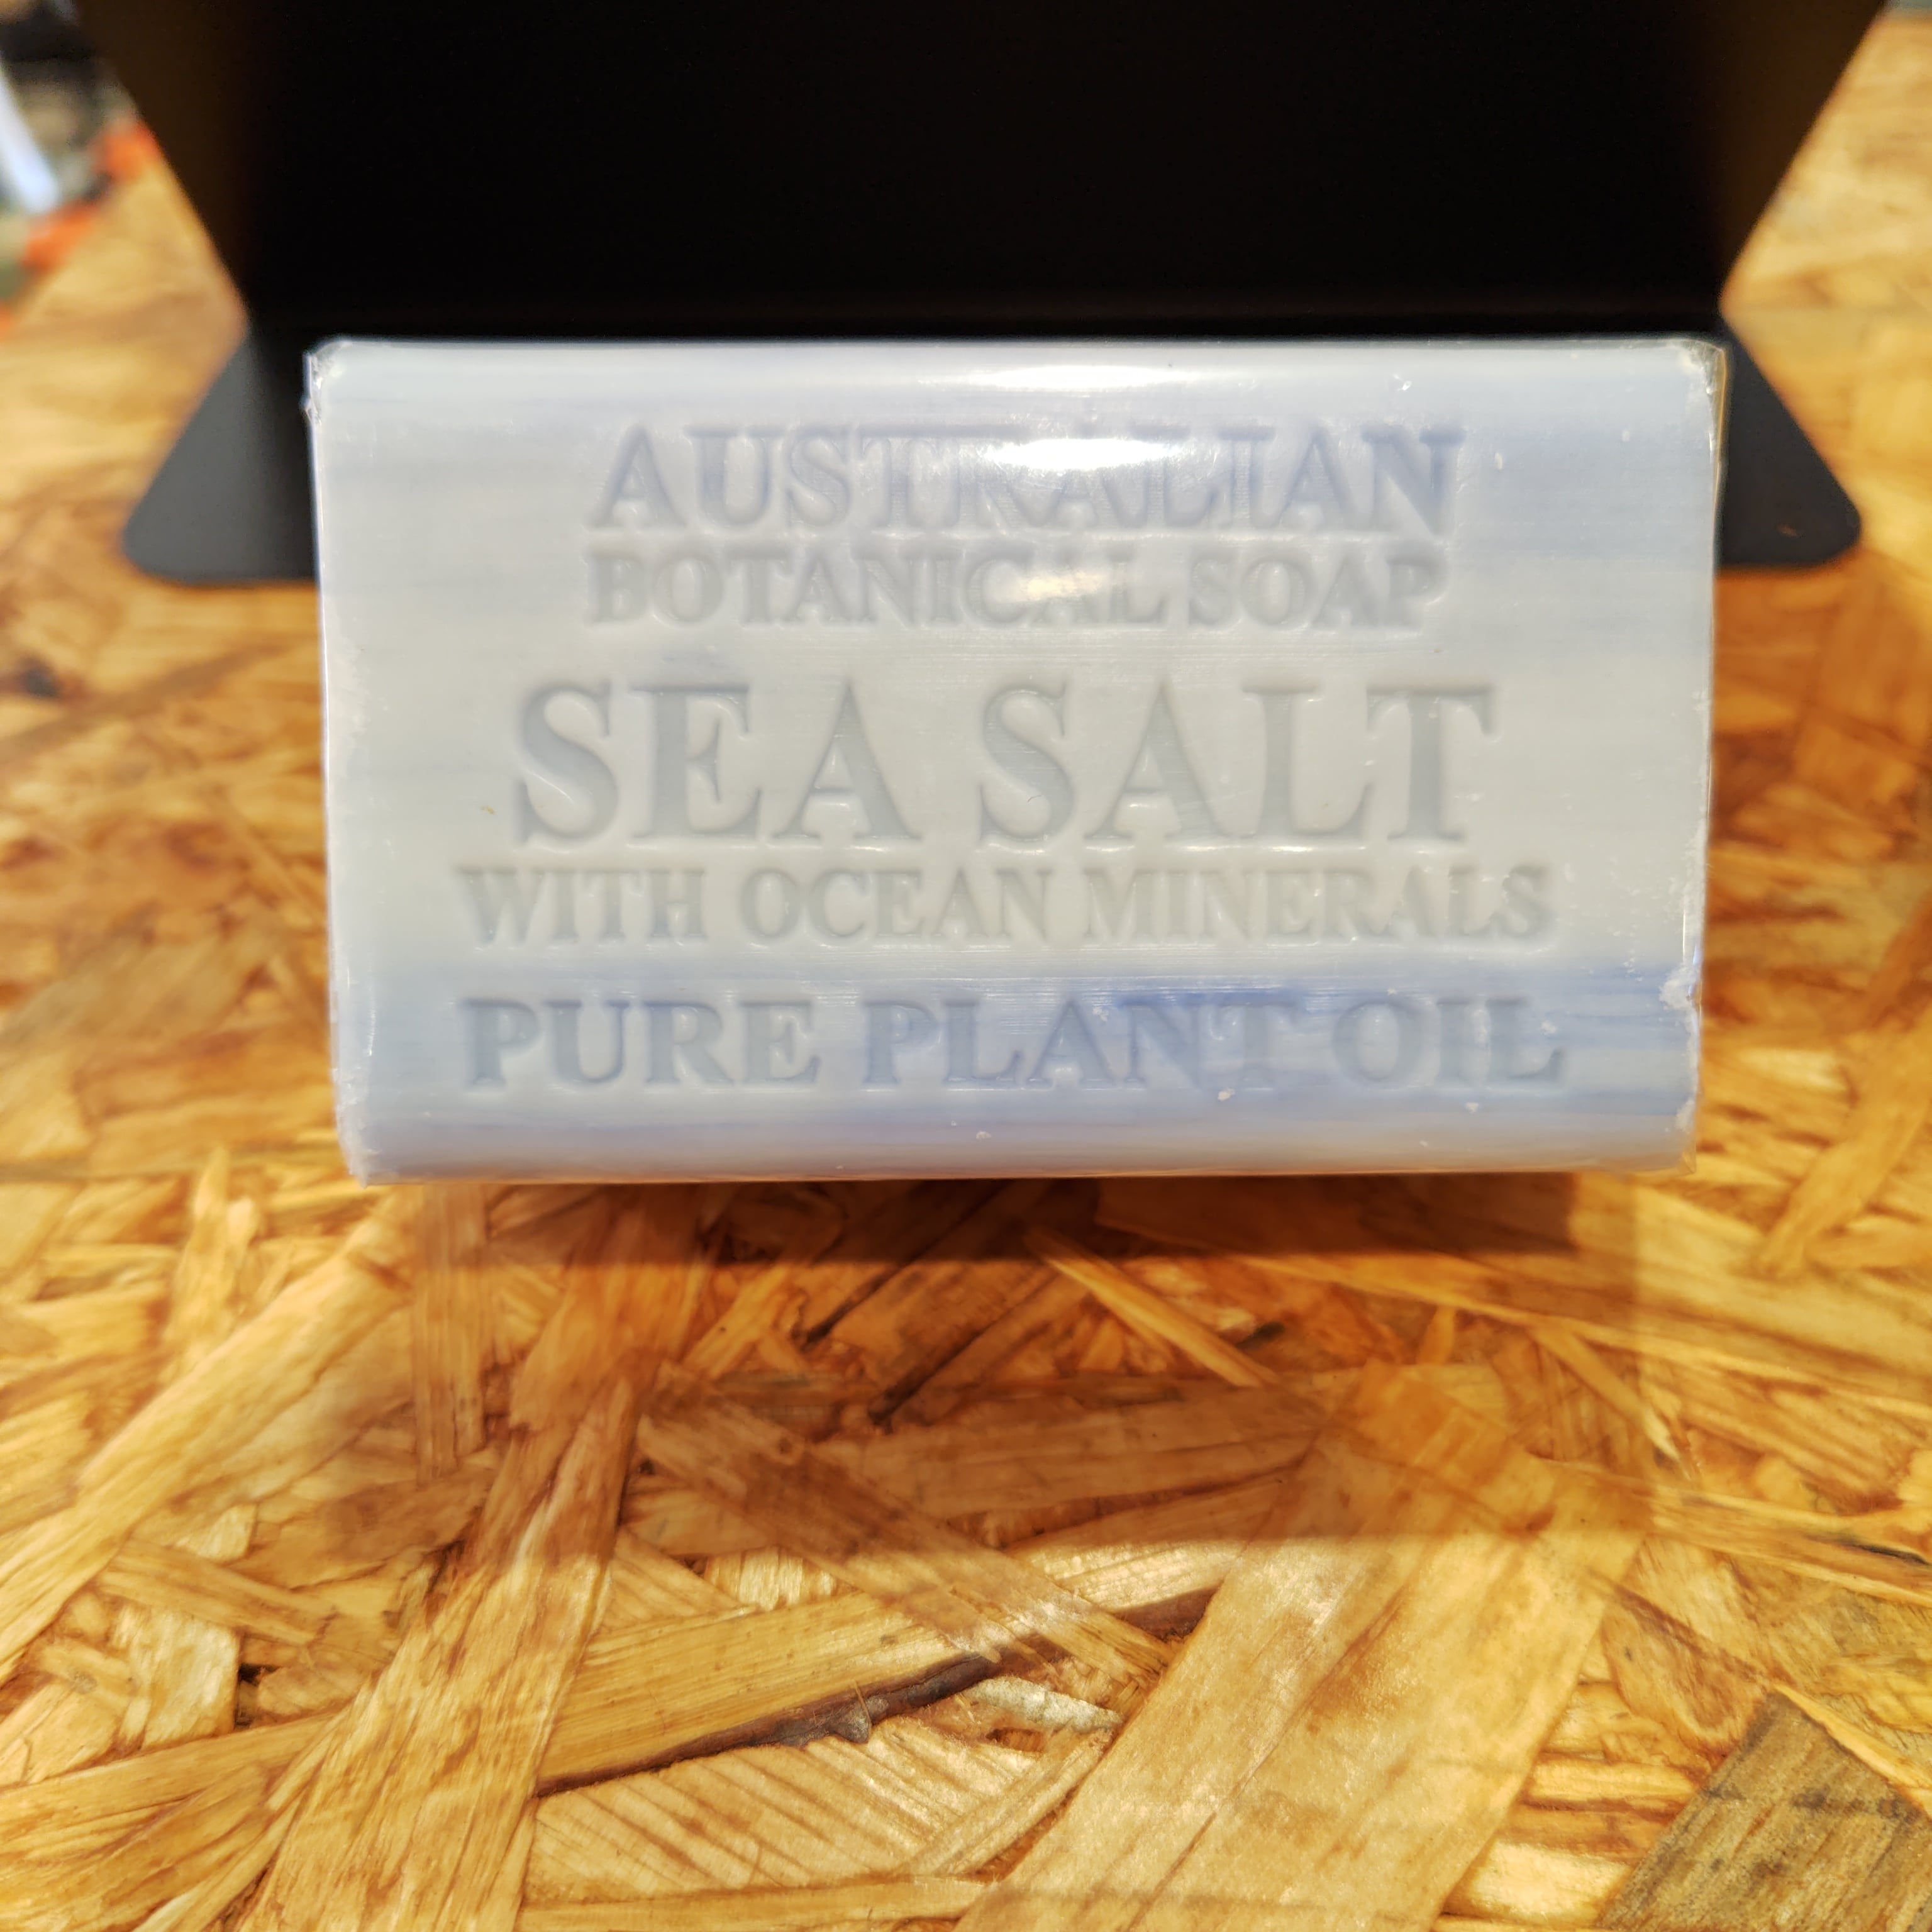 AUSTRALIAN
BOTANICAL SOAP
SEA SALT
WITH OCEAN MINERALS
PURE PLANT OIL